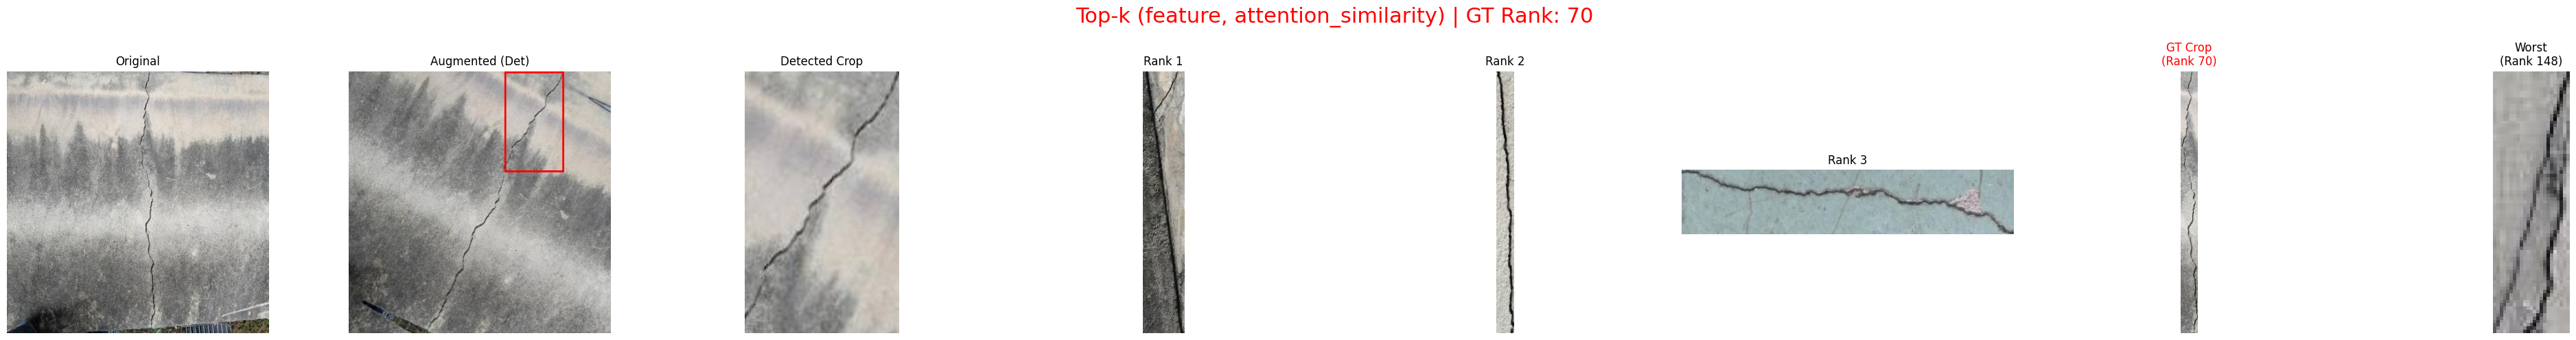 Top-k (feature, attention_similarity) | GT Rank: 70
Original
Augmented (Det)
Detected Crop
Rank 1
Rank 2
Rank 3
GT Crop
(Rank 70)
Worst
(Rank 148)